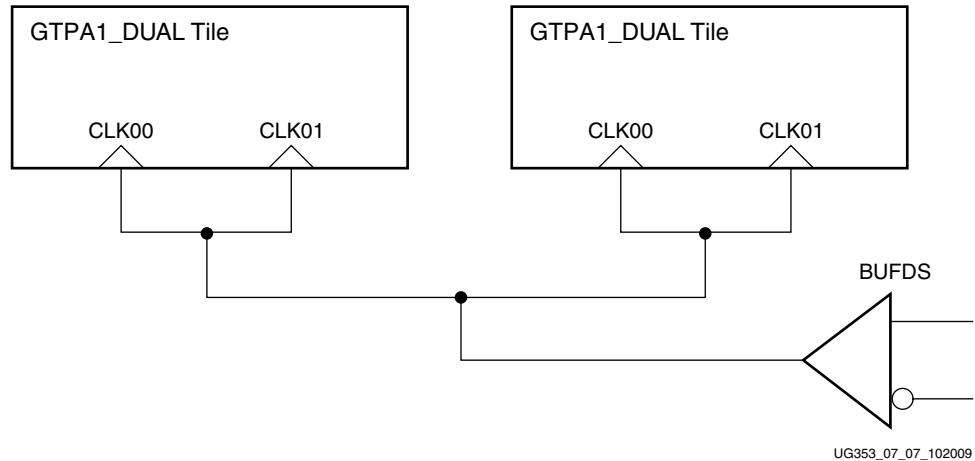 GTPA1_DUAL Tile
GTPA1_DUAL Tile
CLK00
CLK01
CLK00
CLK01
BUFDS
UG353_07_07_102009